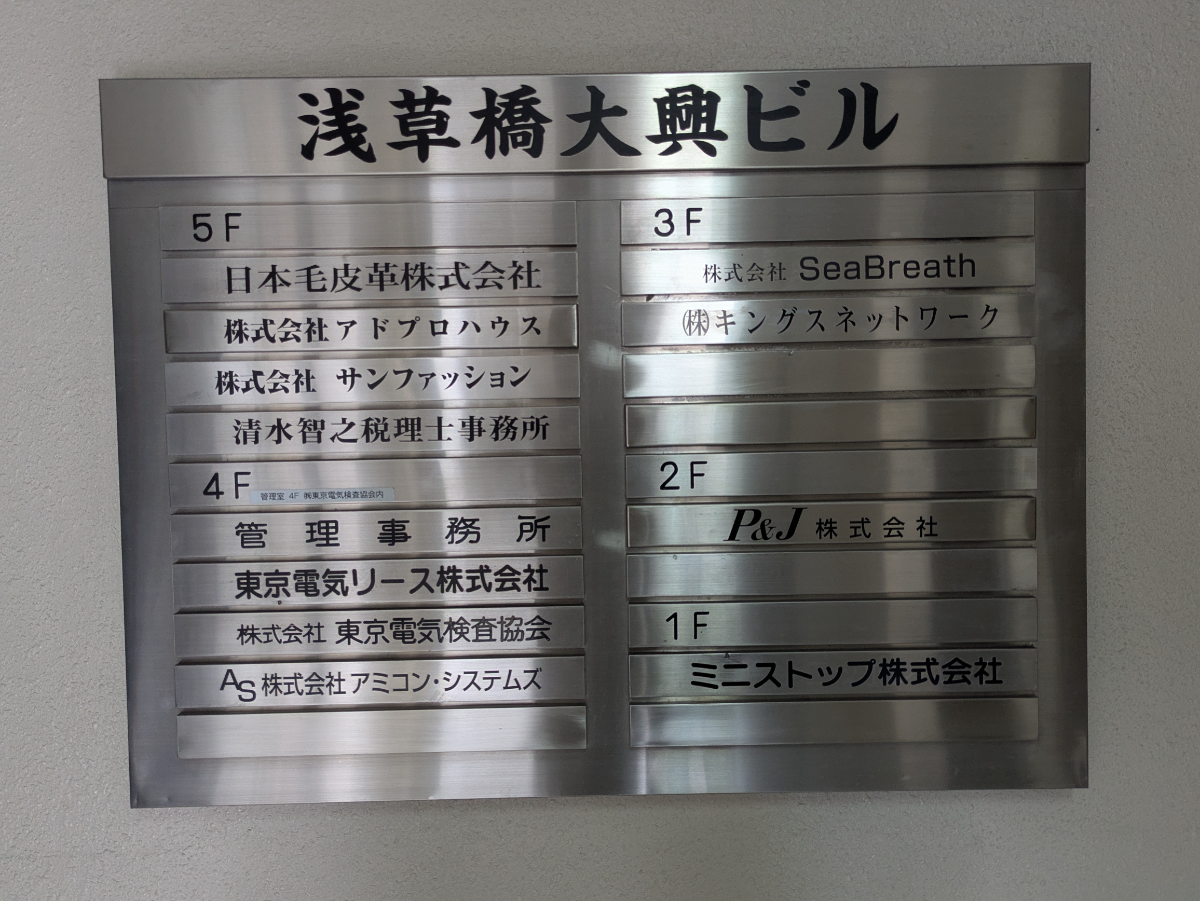 浅草橋大興ビル
5F
日本毛皮革株式会社
株式会社アドプロハウス
株式会社 サンファッション
清水智之税理士事務所
4F
管理室 4F ㈱東京電気検査協会内
管理事務所
東京電気リース株式会社
株式会社 東京電気検査協会
AS 株式会社アミコン・システムズ
3F
株式会社 SeaBreath
㈱キングスネットワーク
2F
P&J 株式会社
1F
ミニストップ株式会社